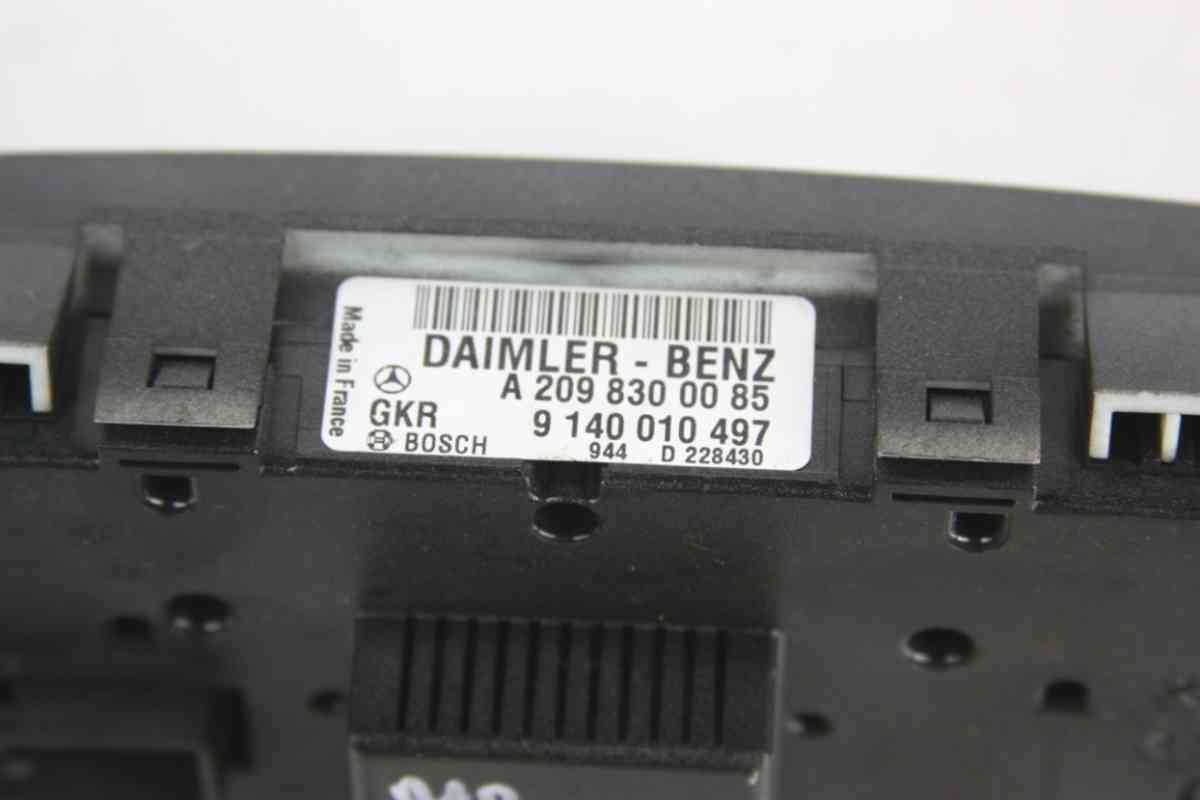 Made in France
DAIMLER - BENZ
A 209 830 00 85
GKR 9 140 010 497
BOSCH 944 D 228430